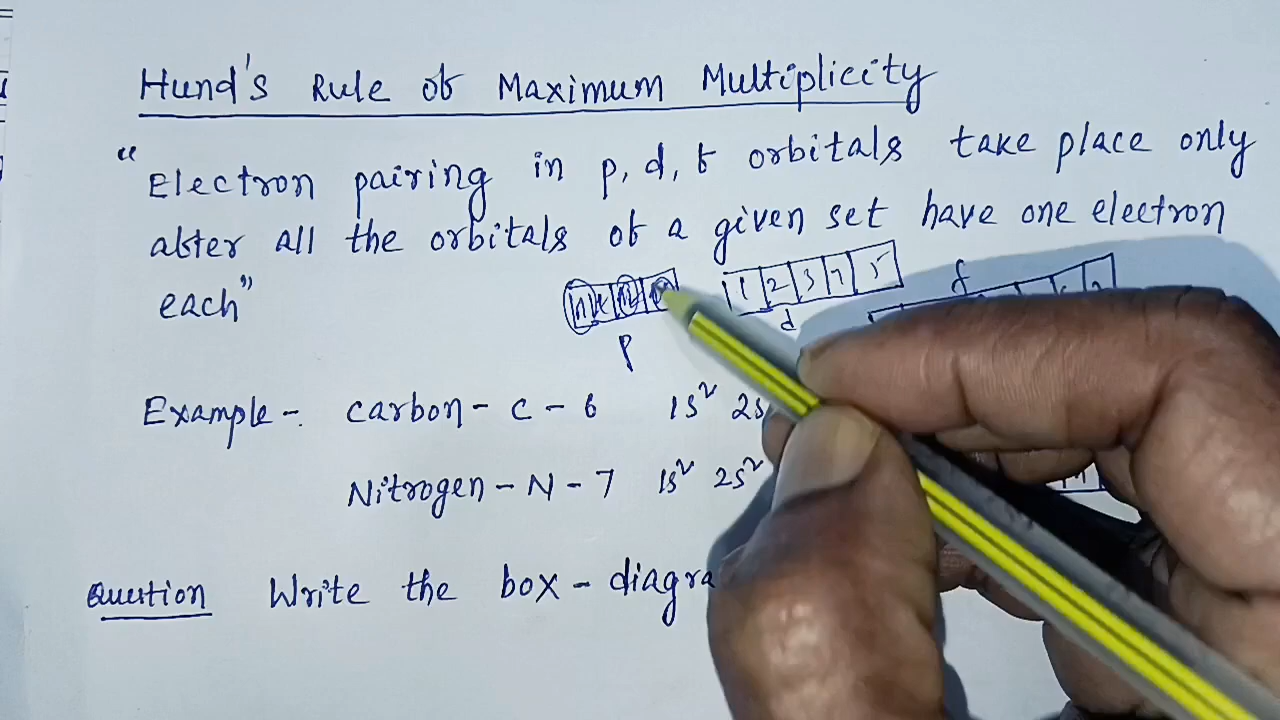 Hund's Rule of Maximum Multiplicity
"Electron pairing in p, d, f orbitals take place only
after all the orbitals of a given set have one electron
each"
1 2 3 4 5
f
p
d
Example -. Carbon - C - 6 1s² 2s
Nitrogen - N - 7 1s² 2s²
Question Write the box - diagra